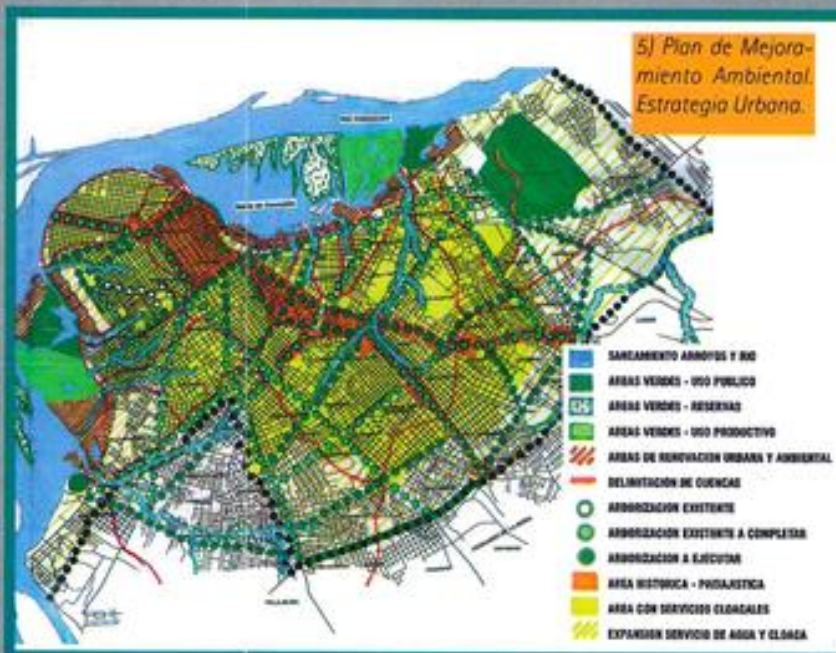 5) Plan de Mejora-
miento Ambiental.
Estrategia Urbana.
SANEAMIENTO ARROYOS Y RIO
AREAS VERDES - USO PUBLICO
AREAS VERDES - RESERVAS
AREAS VERDES - USO PRODUCTIVO
AREAS DE RENOVACION URBANA Y AMBIENTAL
DELIMITACION DE CUENCAS
ARBORIZACION EXISTENTE
ARBORIZACION EXISTENTE A COMPLETAR
ARBORIZACION A EJECUTAR
AREA HISTORICA - PAISAJISTICA
AREA CON SERVICIOS CLOACALES
EXPANSION SERVICIO DE AGUA Y CLOACA